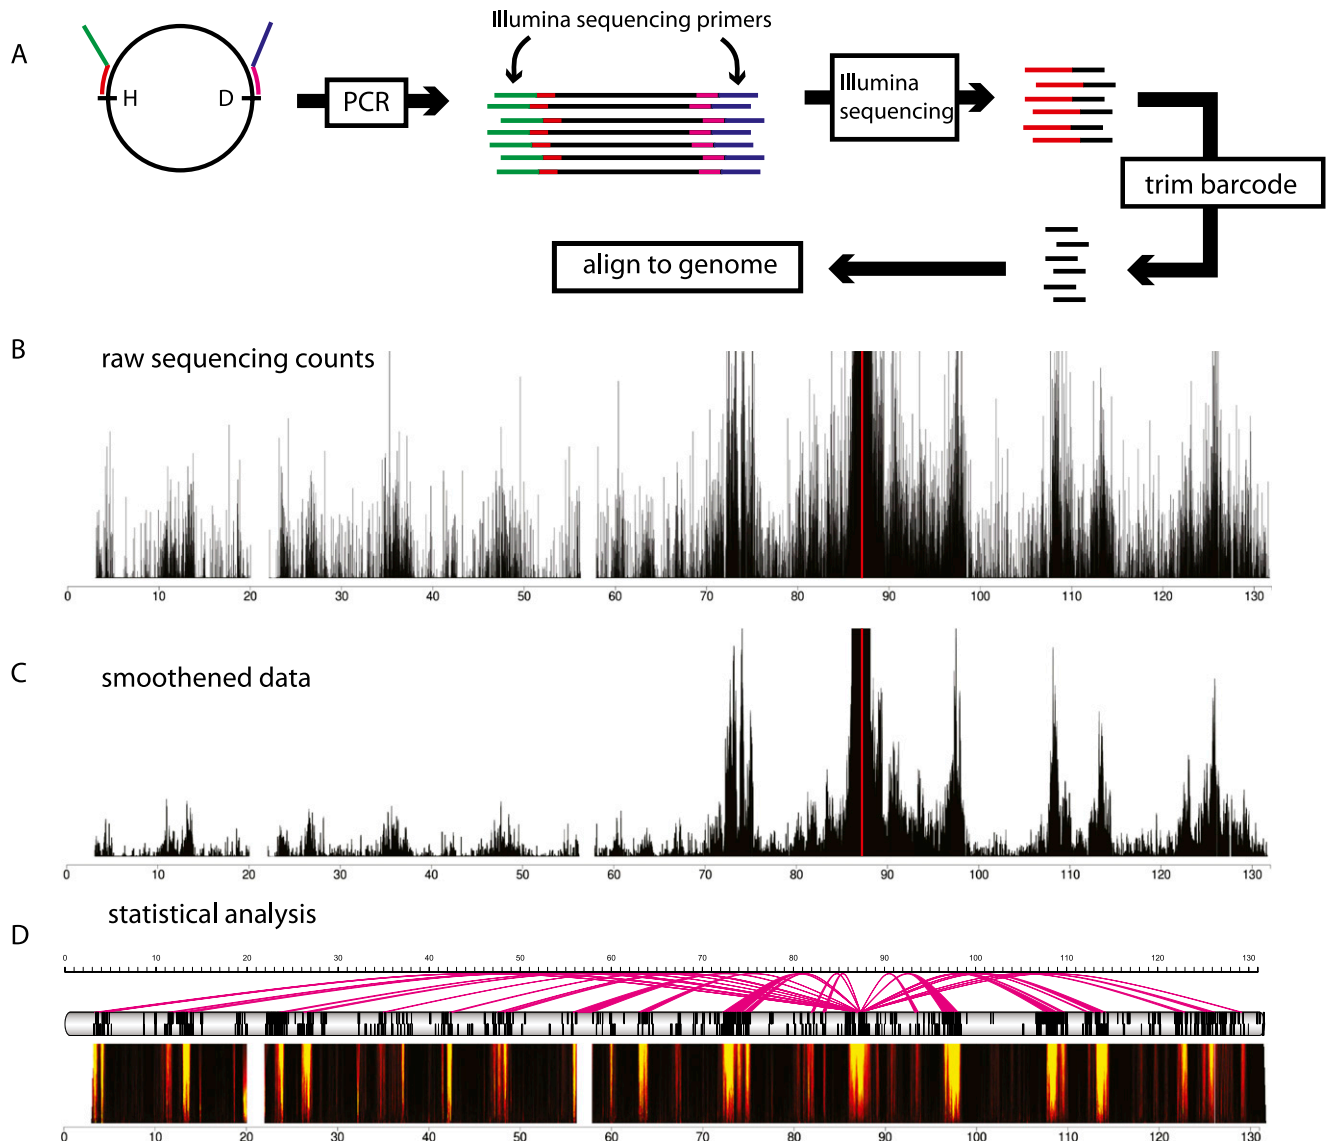 A
H D
PCR
Illumina sequencing primers
Illumina
sequencing
trim barcode
align to genome
B
raw sequencing counts
0 10 20 30 40 50 60 70 80 90 100 110 120 130
C
smoothened data
0 10 20 30 40 50 60 70 80 90 100 110 120 130
statistical analysis
D
0 10 20 30 40 50 60 70 80 90 100 110 120 130
0 10 20 30 40 50 60 70 80 90 100 110 120 130